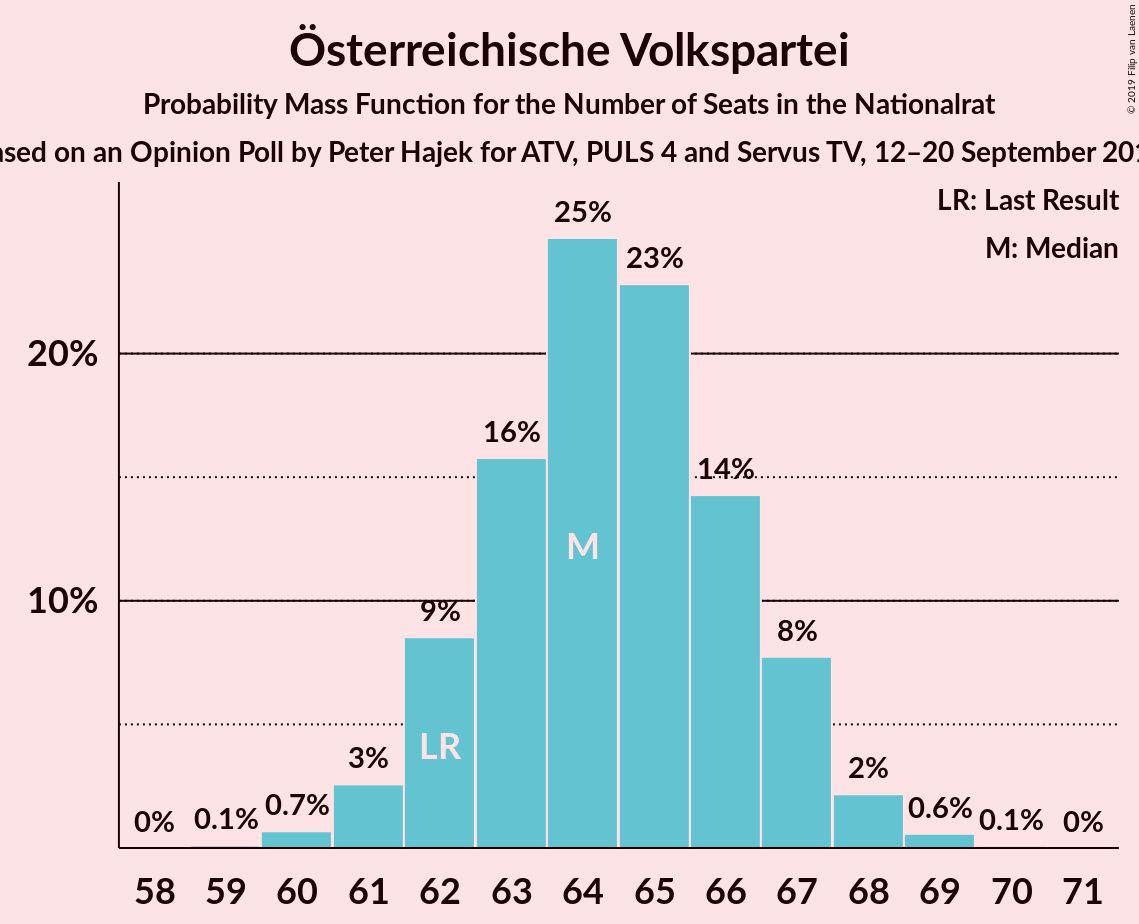 Österreichische Volkspartei
Probability Mass Function for the Number of Seats in the Nationalrat
on an Opinion Poll by Peter Hajek for ATV, PULS 4 and Servus TV, 12–20 September
© 2019 Filip van Laenen
LR: Last Result
M: Median
25%
23%
20%
16%
14%
M
10%
9%
8%
LR
3%
2%
0%
0.1%
0.7%
0.6%
0.1%
0%
58 59 60 61 62 63 64 65 66 67 68 69 70 71